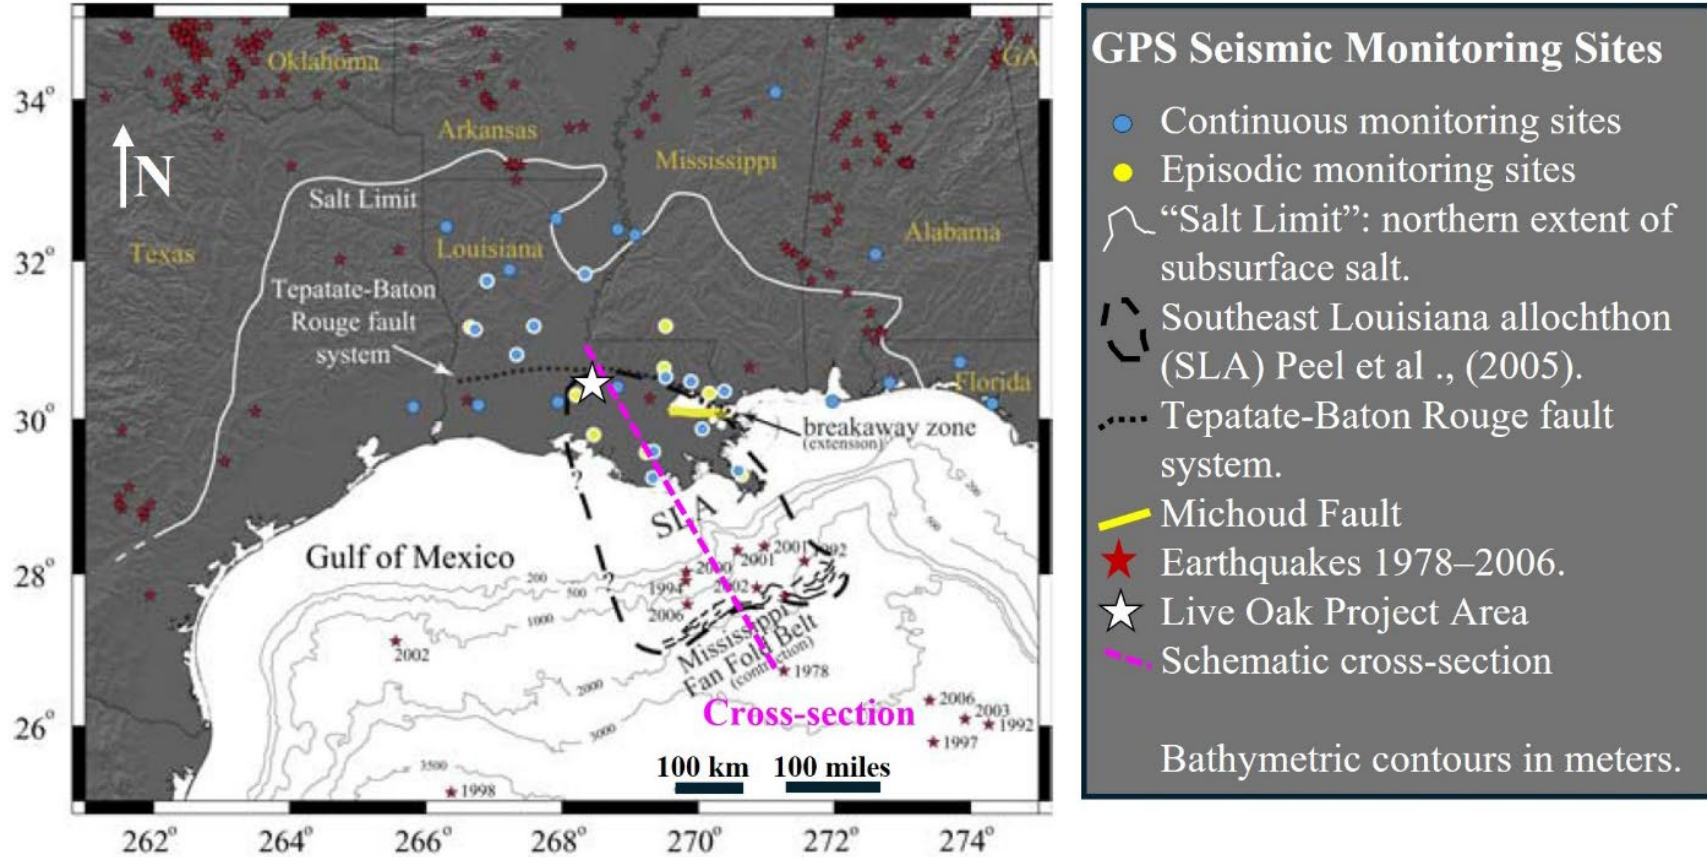 Oklahoma
GA
34°
Arkansas
Mississippi
N
33°
Salt Limit
Alabama
Louisiana
Texas
32°
Tepatate-Baton
Rouge fault
system
Florida
30°
breakaway zone
(extension)
?
SLA
Gulf of Mexico
2001
2001
1992
28°
200
?
2000
1994
2002
500
2006
1000
200
500
Mississippi
Fan Fold Belt
(contraction)
2002
1978
2000
2006
Cross-section
2003
1992
26°
3000
1997
100 km
100 miles
3500
1998
262°
264°
266°
268°
270°
272°
274°
GPS Seismic Monitoring Sites
Continuous monitoring sites
Episodic monitoring sites
“Salt Limit”: northern extent of
subsurface salt.
Southeast Louisiana allochthon
(SLA) Peel et al ., (2005).
Tepatate-Baton Rouge fault
system.
Michoud Fault
Earthquakes 1978–2006.
Live Oak Project Area
Schematic cross-section
Bathymetric contours in meters.